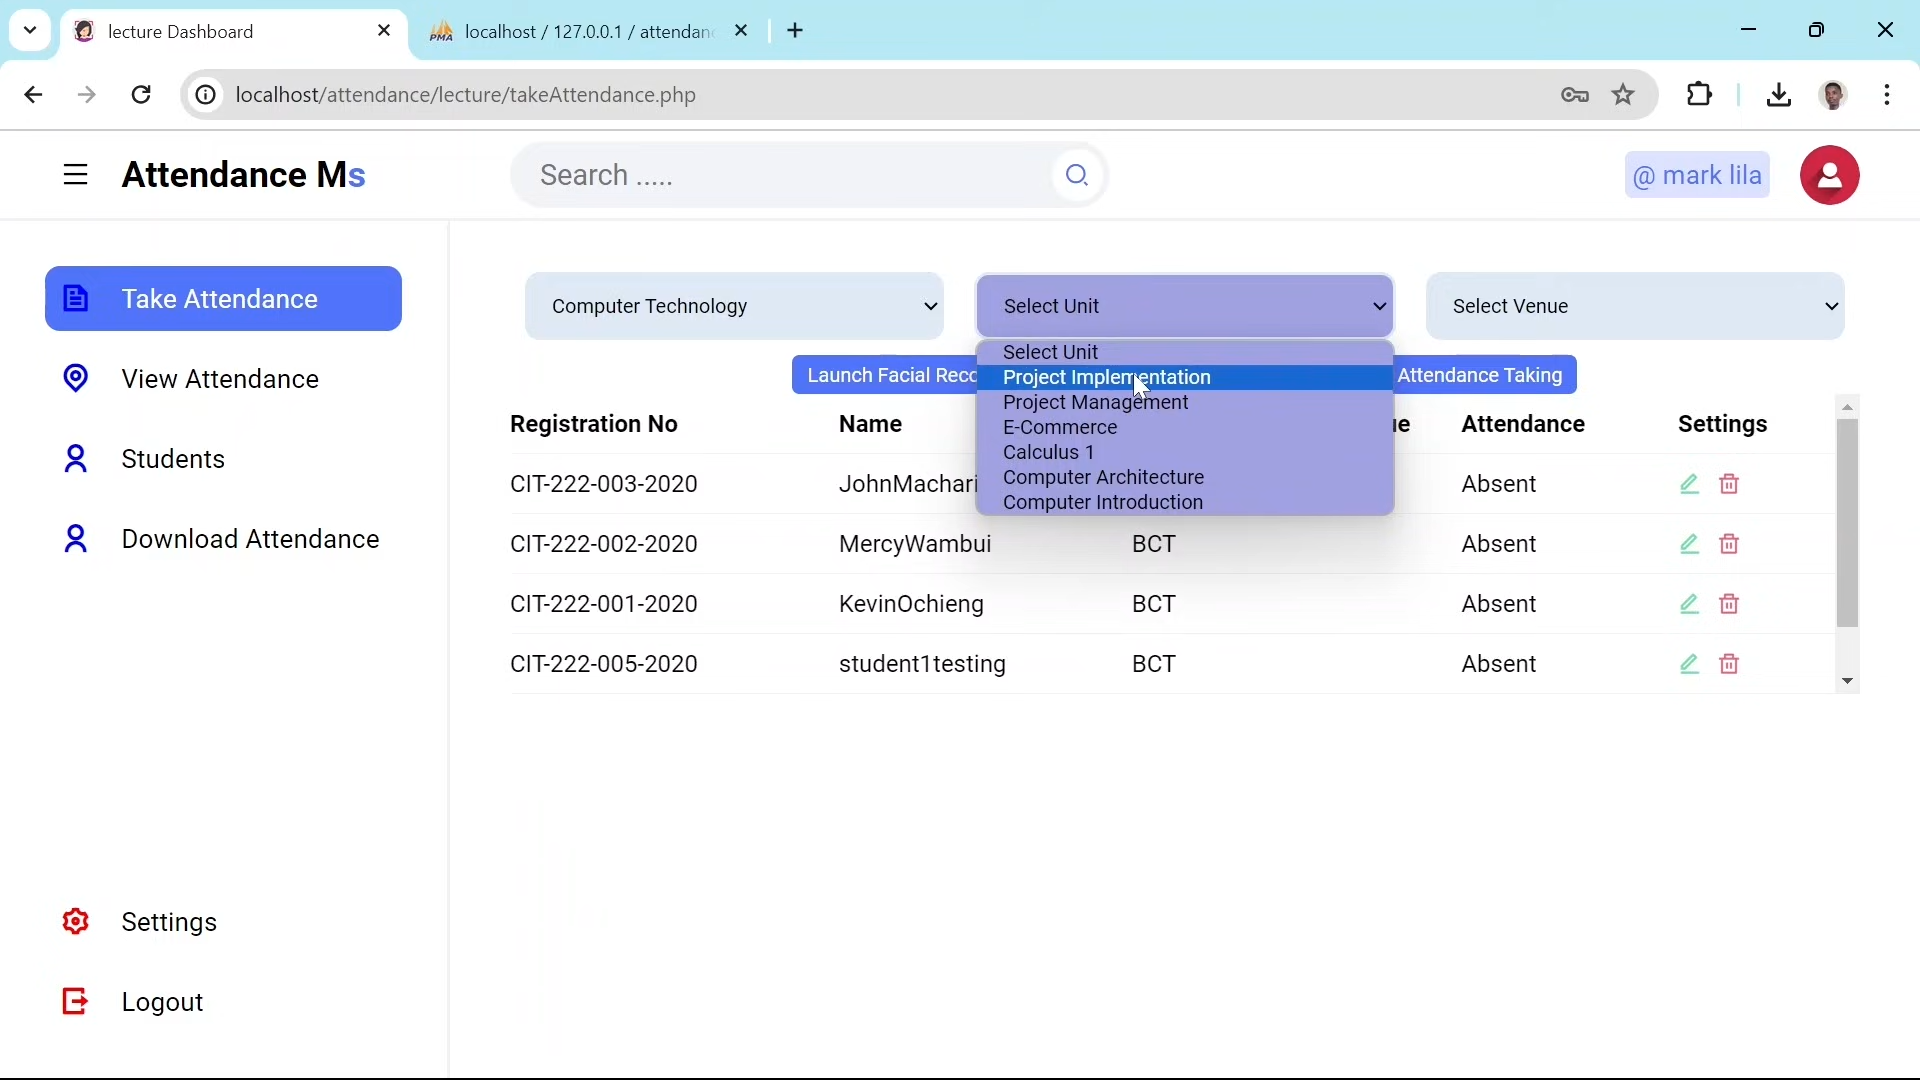 lecture Dashboard
PMA localhost / 127.0.0.1 / attendan
localhost/attendance/lecture/takeAttendance.php
Attendance Ms
Search .....
@ mark lila
Take Attendance
View Attendance
Students
Download Attendance
Settings
Logout
Computer Technology
Select Unit
Select Venue
Select Unit
Project Implementation
Project Management
E-Commerce
Calculus 1
Computer Architecture
Computer Introduction
Launch Facial Reco
Attendance Taking
Registration No Name ue Attendance Settings
CIT-222-003-2020 JohnMachari Absent
CIT-222-002-2020 MercyWambui BCT Absent
CIT-222-001-2020 KevinOchieng BCT Absent
CIT-222-005-2020 student1testing BCT Absent